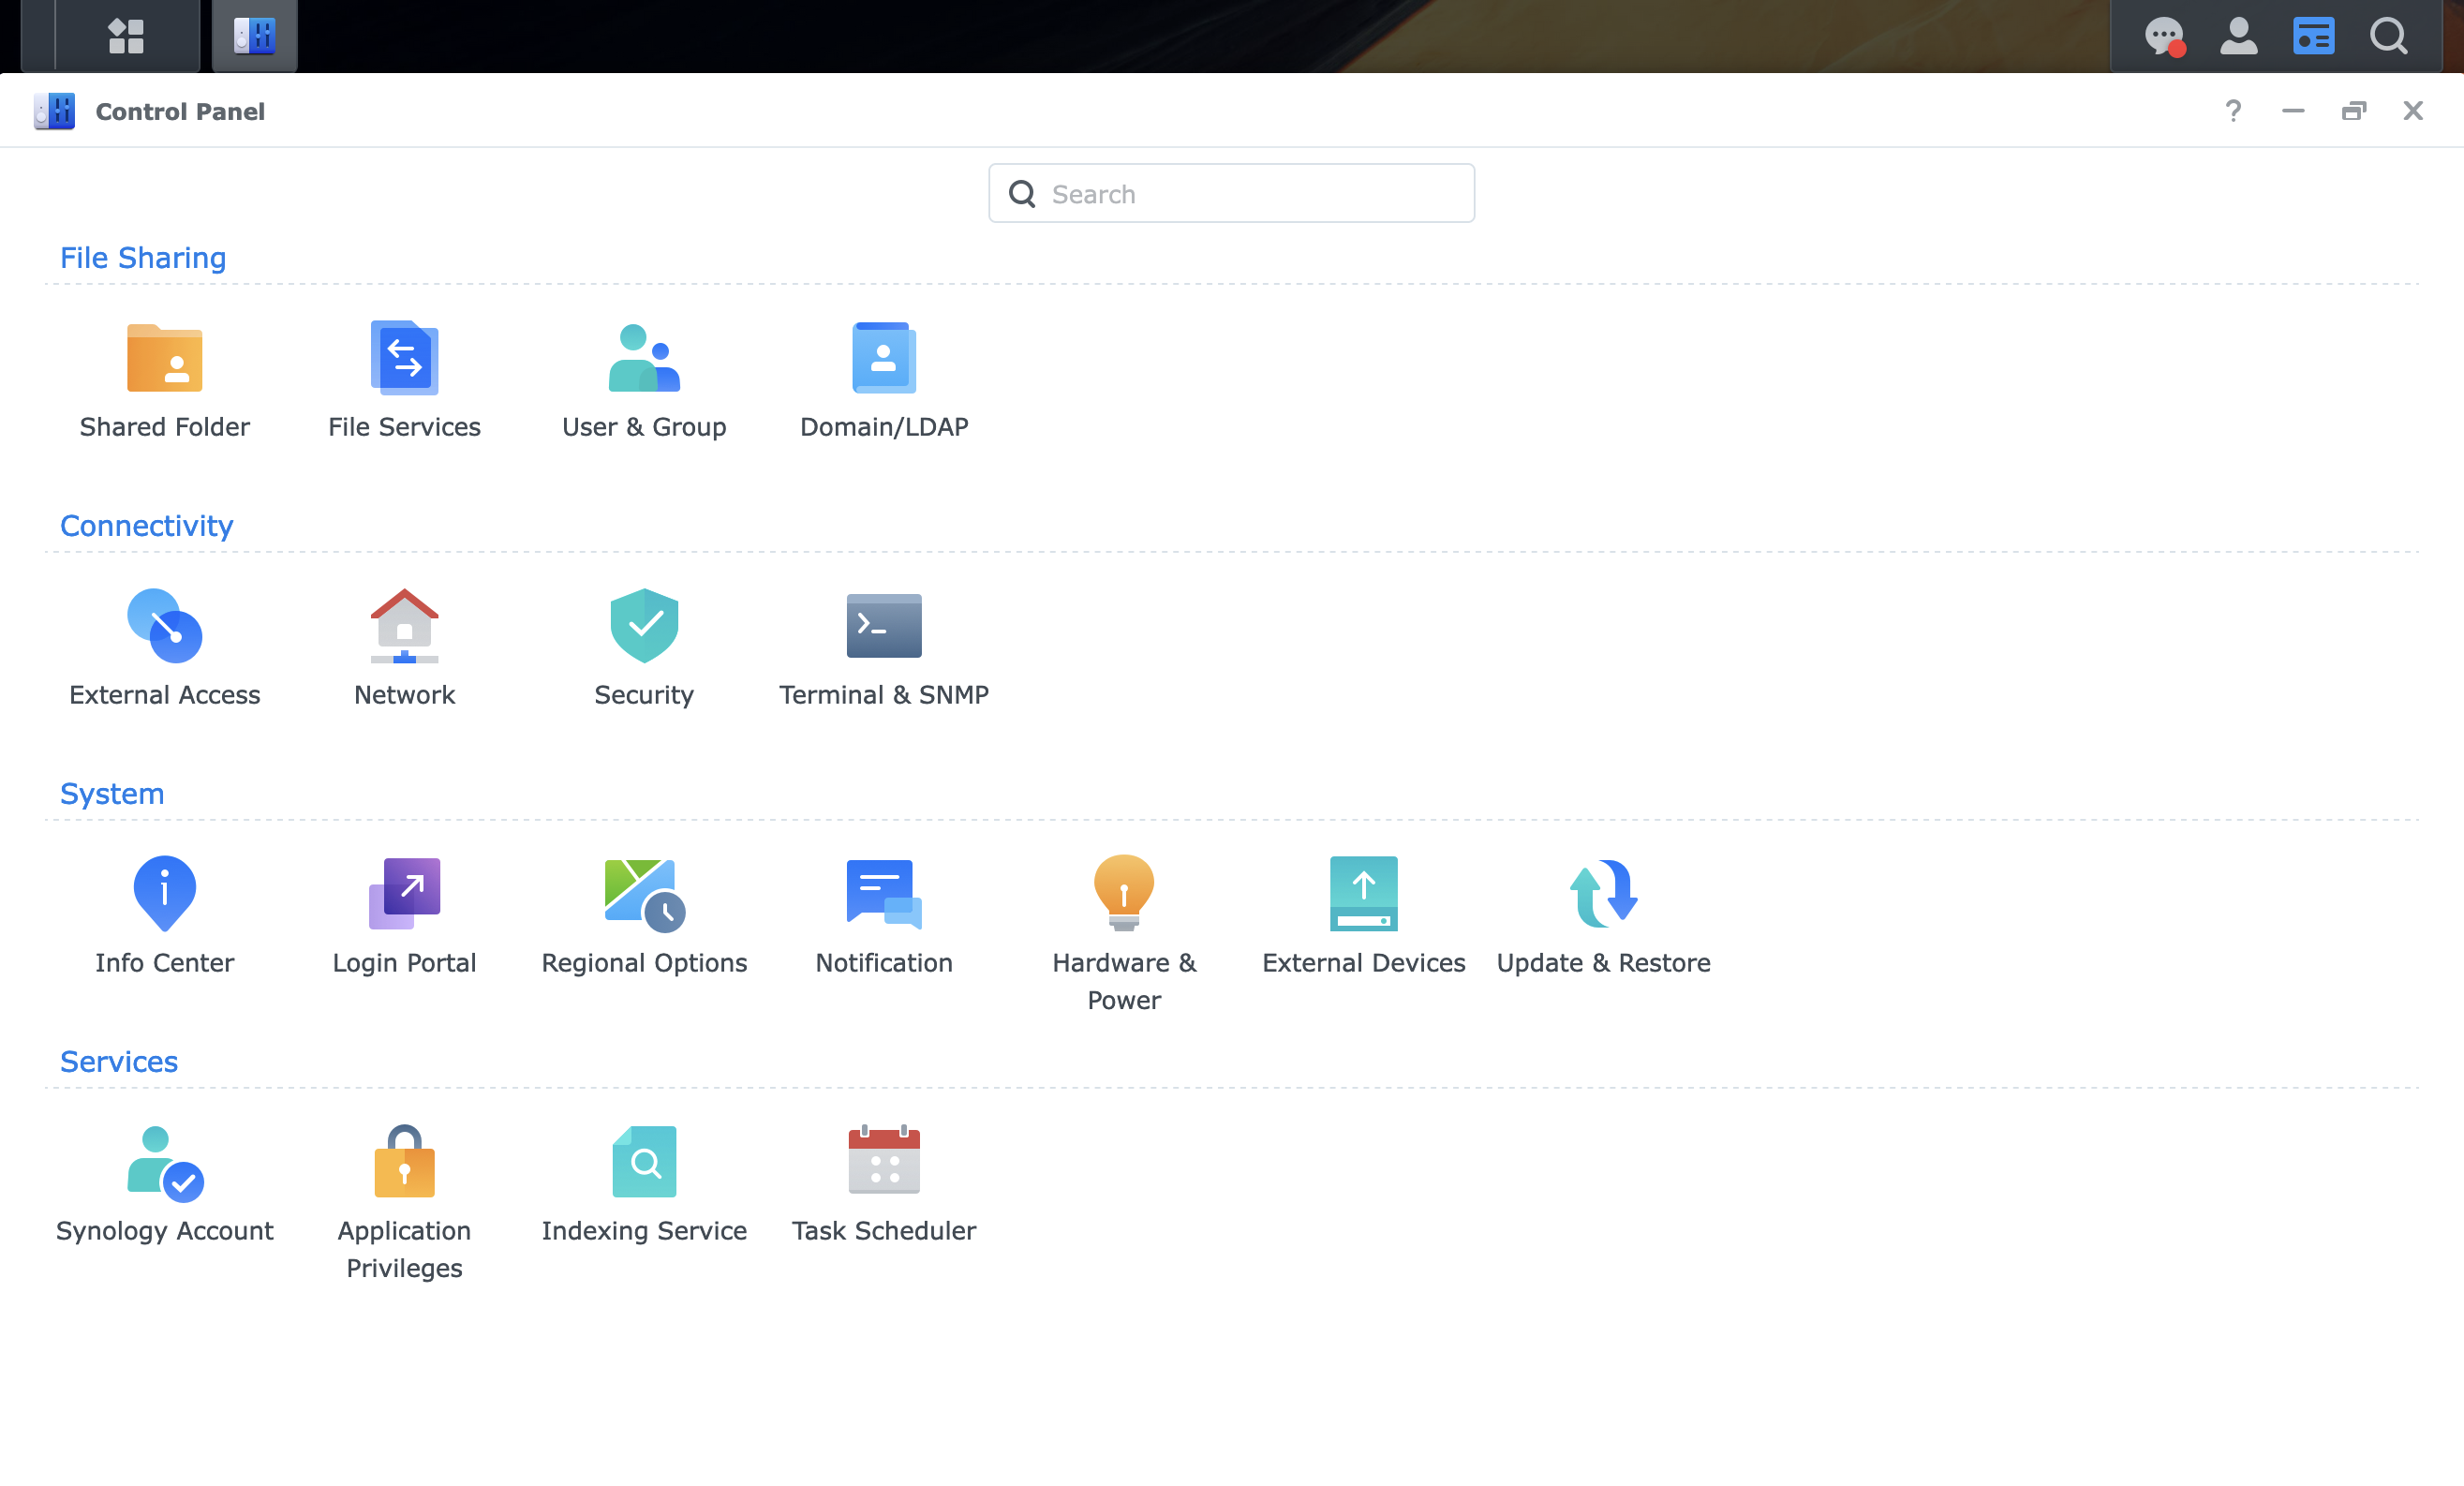 Control Panel
Search
File Sharing
Shared Folder
File Services
User & Group
Domain/LDAP
Connectivity
External Access
Network
Security
Terminal & SNMP
System
Info Center
Login Portal
Regional Options
Notification
Hardware &
Power
External Devices
Update & Restore
Services
Synology Account
Application
Privileges
Indexing Service
Task Scheduler